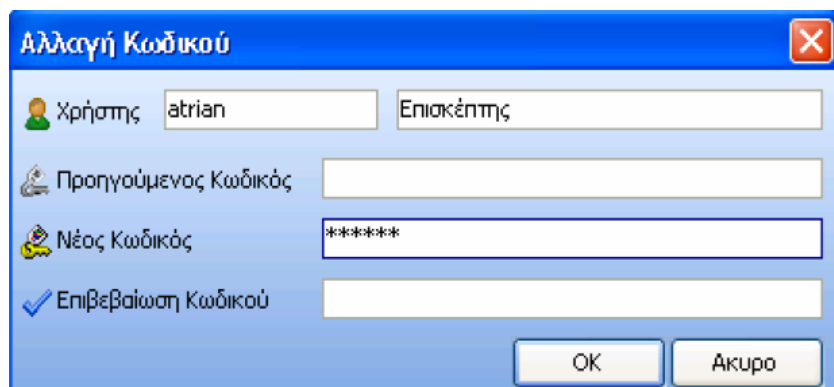 Αλλαγή Κωδικού
Χρήστης atrian Επισκέπτης
Προηγούμενος Κωδικός
Νέος Κωδικός ******
Επιβεβαίωση Κωδικού
OK Ακυρο